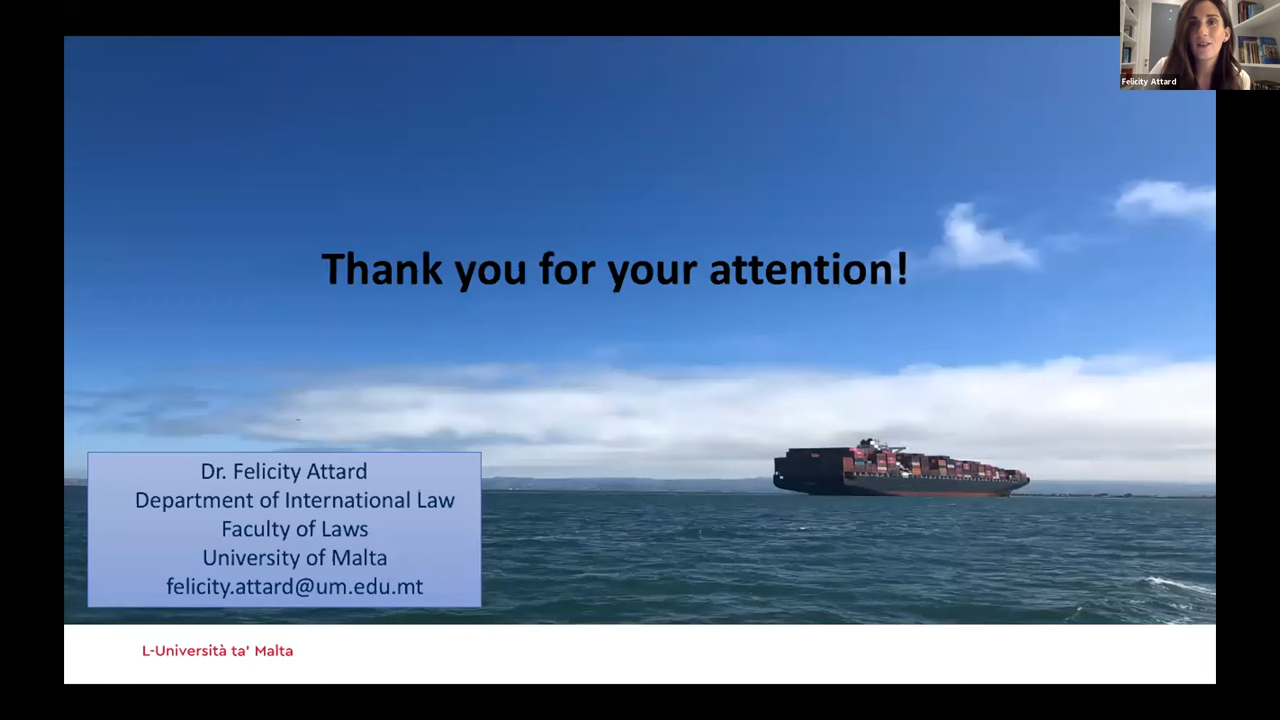 Felicity Attard
Thank you for your attention!
Dr. Felicity Attard
Department of International Law
Faculty of Laws
University of Malta
felicity.attard@um.edu.mt
L-Università ta' Malta